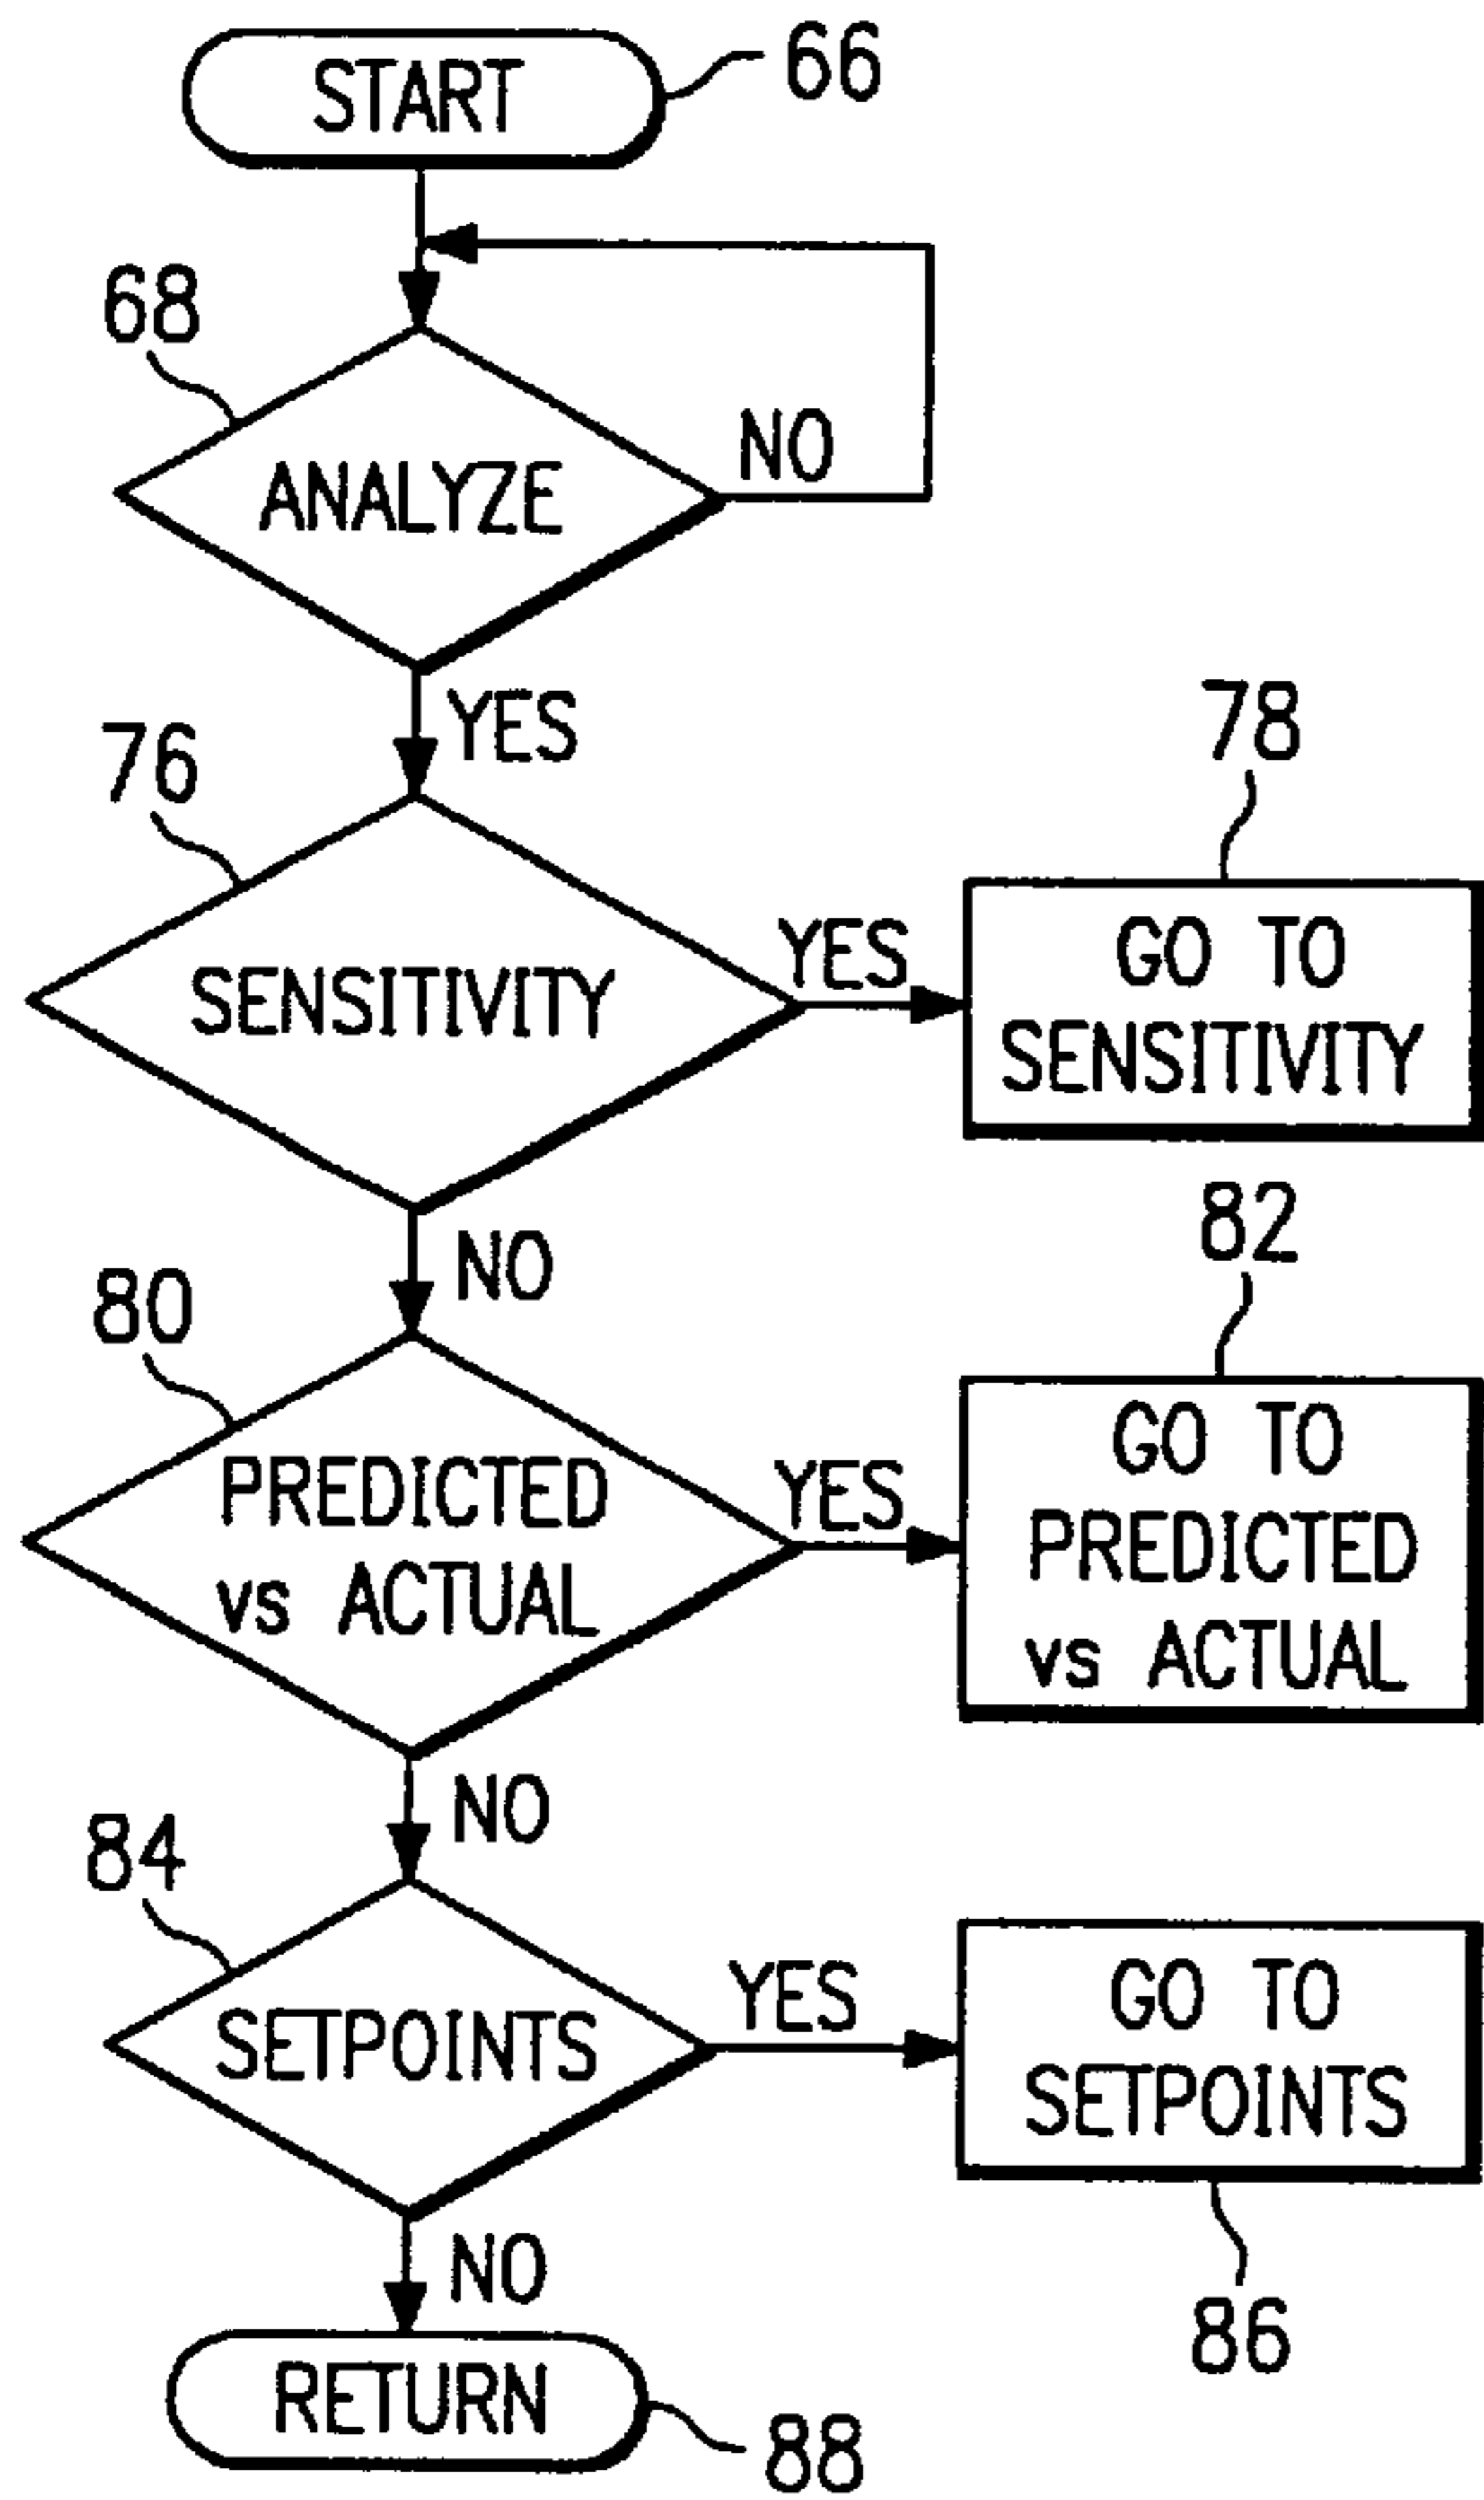 START
66
68
ANALYZE
NO
YES
76
78
SENSITIVITY
YES
GO TO
SENSITIVITY
NO
80
82
PREDICTED
vs ACTUAL
YES
GO TO
PREDICTED
vs ACTUAL
NO
84
SETPOINTS
YES
GO TO
SETPOINTS
86
NO
RETURN
88